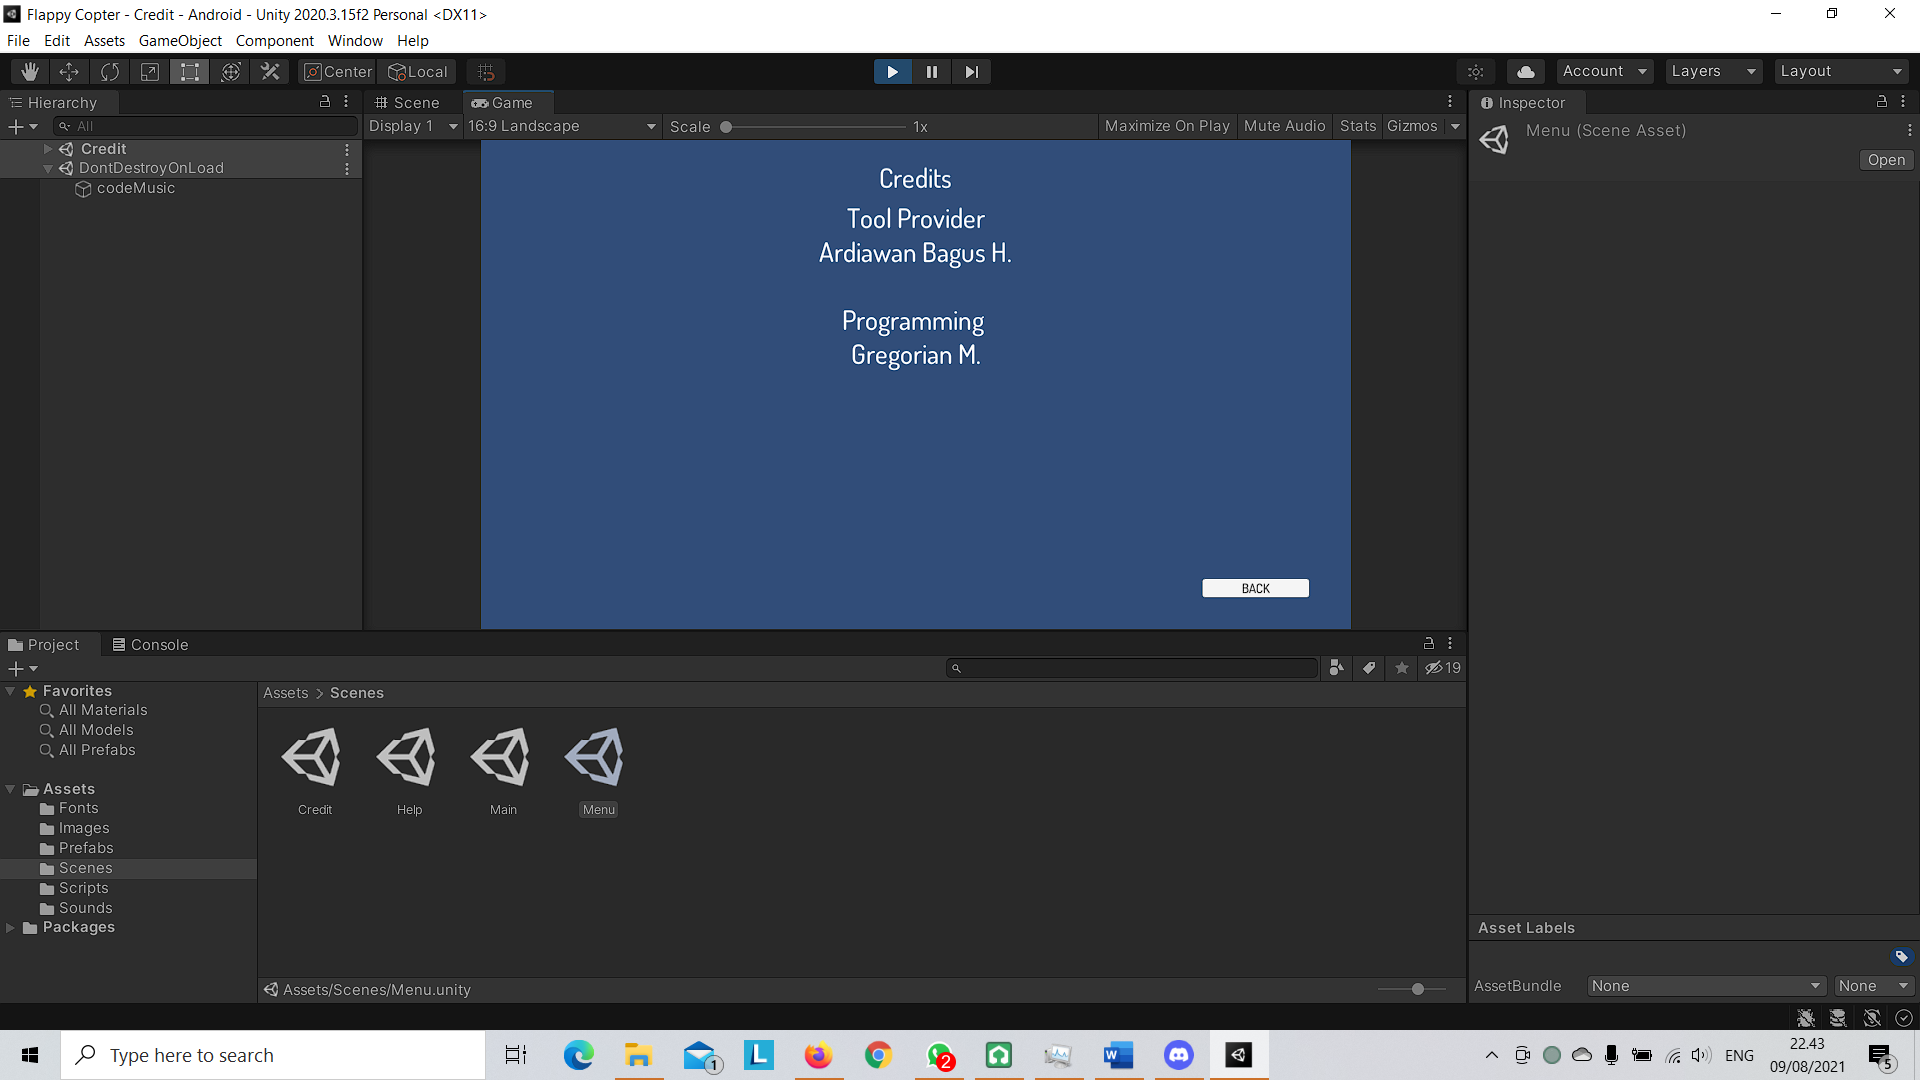 Flappy Copter - Credit - Android - Unity 2020.3.15f2 Personal <DX11>
File Edit Assets GameObject Component Window Help
Center Local Account Layers Layout
Hierarchy
All
Credit
DontDestroyOnLoad
codeMusic
Scene Game
Display 1 16:9 Landscape Scale 1x Maximize On Play Mute Audio Stats Gizmos
Credits
Tool Provider
Ardiawan Bagus H.
Programming
Gregorian M.
BACK
Inspector
Menu (Scene Asset)
Open
Project Console
19
Favorites
All Materials
All Models
All Prefabs
Assets
Fonts
Images
Prefabs
Scenes
Scripts
Sounds
Packages
Assets > Scenes
Credit Help Main Menu
Assets/Scenes/Menu.unity
Asset Labels
AssetBundle None None
Type here to search
1
L
2
W
ENG
22.43
09/08/2021
5